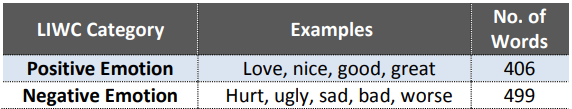 LIWC Category Examples No. of Words
Positive Emotion Love, nice, good, great 406
Negative Emotion Hurt, ugly, sad, bad, worse 499